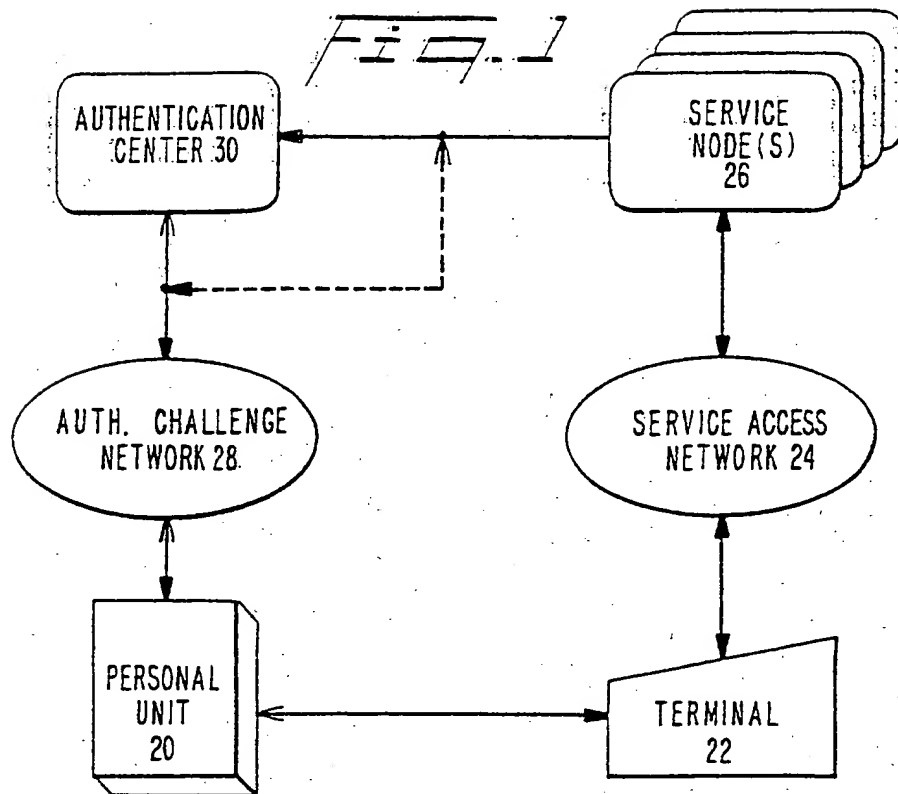 Fig. 1
AUTHENTICATION
CENTER 30
SERVICE
NODE(S)
26
AUTH. CHALLENGE
NETWORK 28.
SERVICE ACCESS
NETWORK 24
PERSONAL
UNIT
20
TERMINAL
22